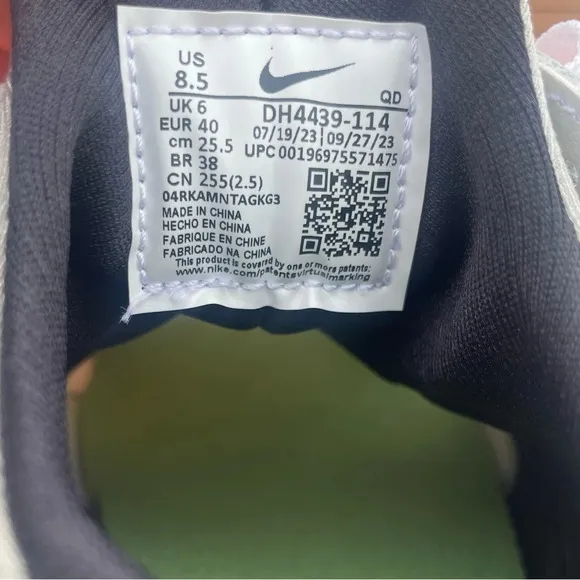 US
8.5
QD
UK 6
DH4439-114
EUR 40
07/19/23|09/27/23
cm 25.5
UPC 00196975571475
BR 38
CN 255(2.5)
04RKAMNTAGKG3
MADE IN CHINA
HECHO EN CHINA
FABRIQUE EN CHINE
FABRICADO NA CHINA
This product is covered by one or more patents;
www.nike.com/patentsvirtualmarking